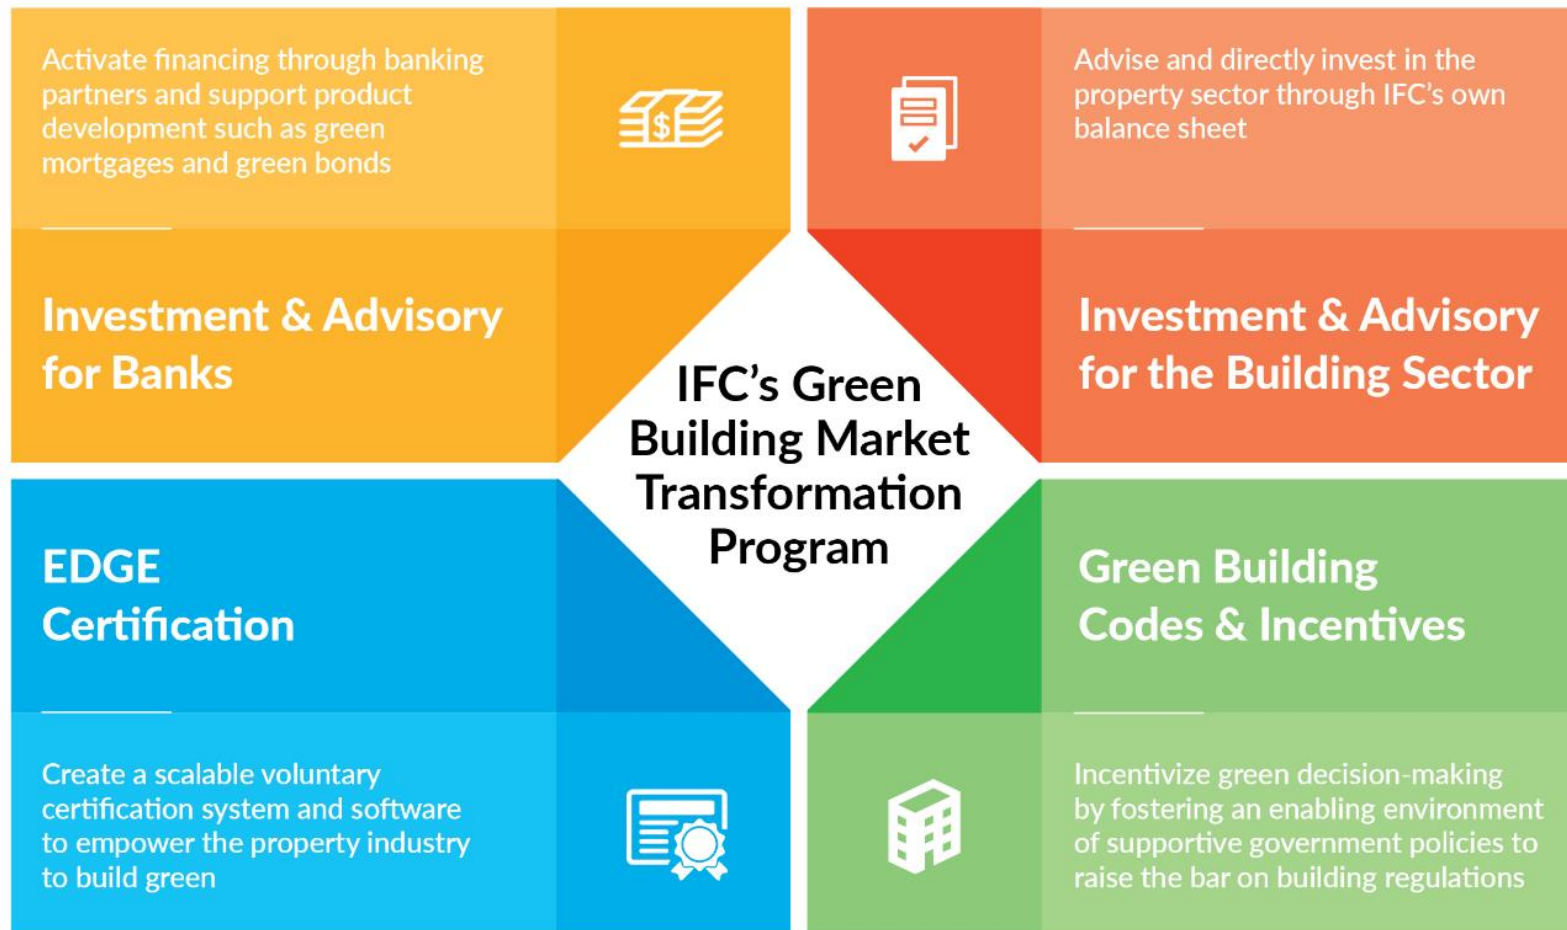 Activate financing through banking
partners and support product
development such as green
mortgages and green bonds
$
Investment & Advisory
for Banks
Advise and directly invest in the
property sector through IFC’s own
balance sheet
Investment & Advisory
for the Building Sector
IFC’s Green
Building Market
Transformation
Program
EDGE
Certification
Create a scalable voluntary
certification system and software
to empower the property industry
to build green
Green Building
Codes & Incentives
Incentivize green decision-making
by fostering an enabling environment
of supportive government policies to
raise the bar on building regulations